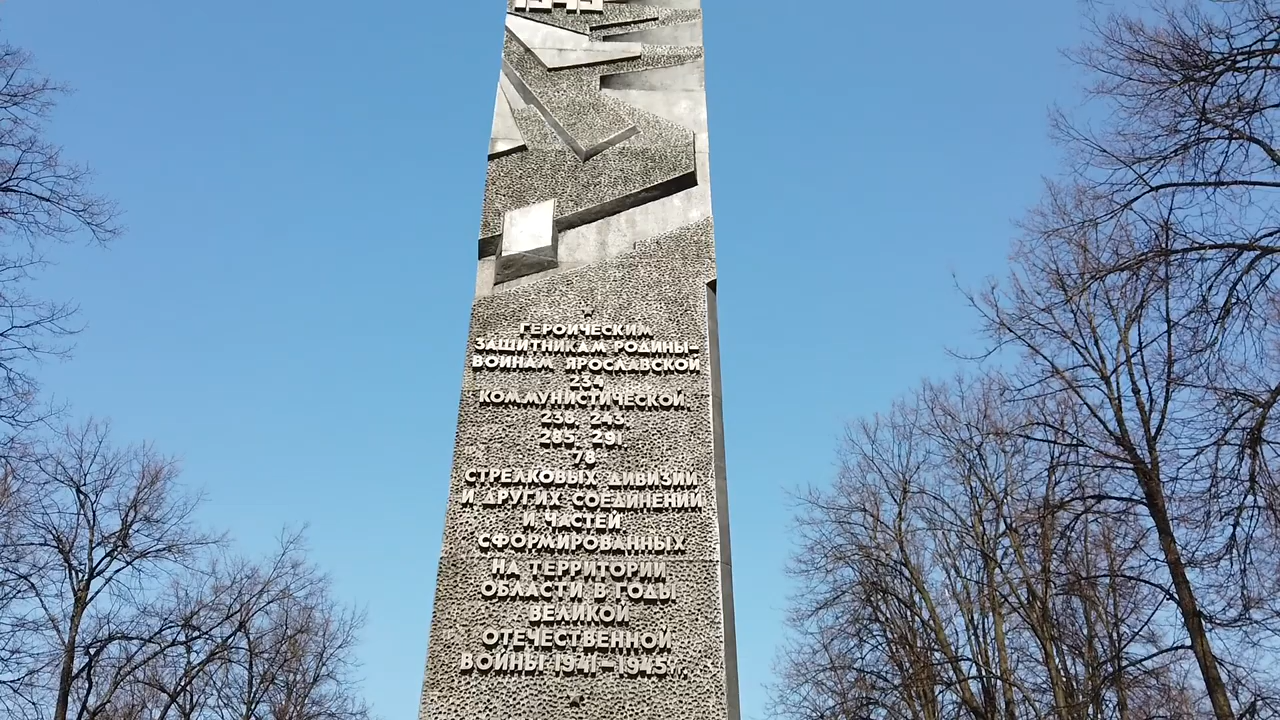 1945
ГЕРОИЧЕСКИМ
ЗАЩИТНИКАМ РОДИНЫ-
ВОИНАМ ЯРОСЛАВСКОЙ
234
КОММУНИСТИЧЕСКОЙ,
238, 243,
285, 291,
78
СТРЕЛКОВЫХ ДИВИЗИЙ
И ДРУГИХ СОЕДИНЕНИЙ
И ЧАСТЕЙ
СФОРМИРОВАННЫХ
НА ТЕРРИТОРИИ
ОБЛАСТИ В ГОДЫ
ВЕЛИКОЙ
ОТЕЧЕСТВЕННОЙ
ВОЙНЫ 1941-1945 г.г.